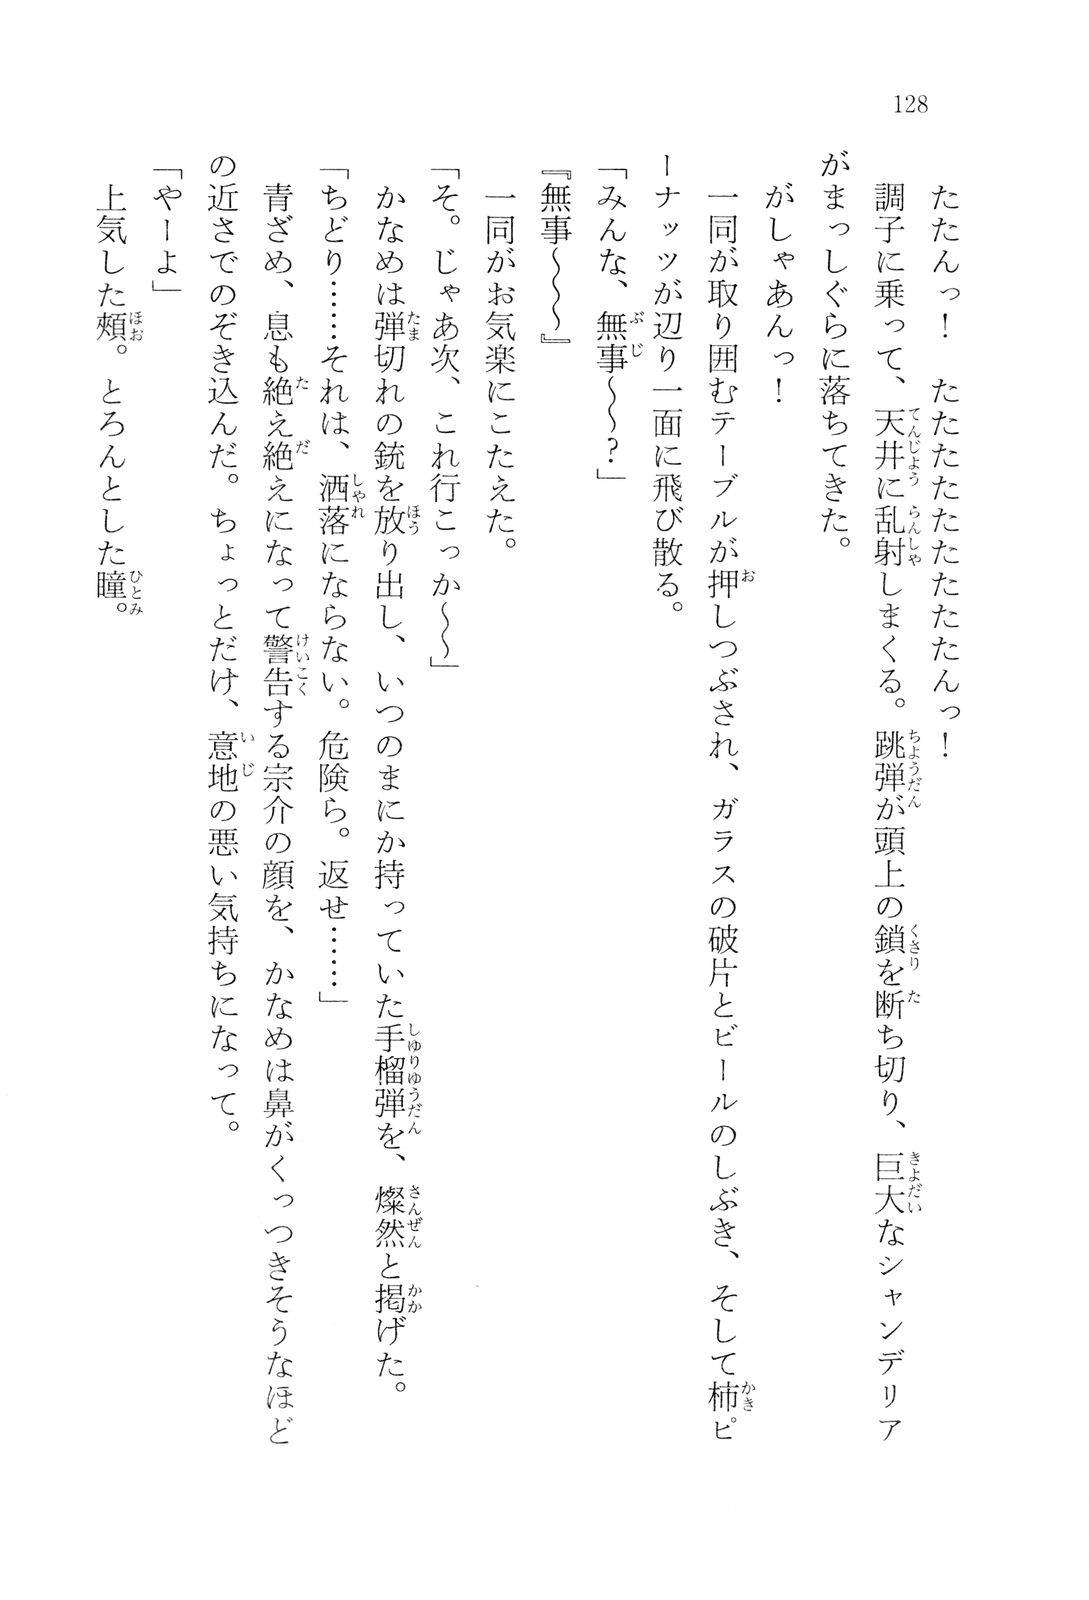 128
たたんっ！　たたたたたたたたんっ！
調子に乗って、天井に乱射しまくる。跳弾が頭上の鎖を断ち切り、巨大なシャンデリア
がまっしぐらに落ちてきた。
がしゃあんっ！
一同が取り囲むテーブルが押しつぶされ、ガラスの破片とビールのしぶき、そして柿ピ
ーナッツが辺り一面に飛び散る。
「みんな、無事～～？」
『無事～～～』
一同がお気楽にこたえた。
「そ。じゃあ次、これ行こっか～～」
かなめは弾切れの銃を放り出し、いつのまにか持っていた手榴弾を、燦然と掲げた。
「ちどり……それは、洒落にならない。危険ら。返せ……」
青ざめ、息も絶え絶えになって警告する宗介の顔を、かなめは鼻がくっつきそうなほど
の近さでのぞき込んだ。ちょっとだけ、意地の悪い気持ちになって。
「やーよ」
上気した頰。とろんとした瞳。